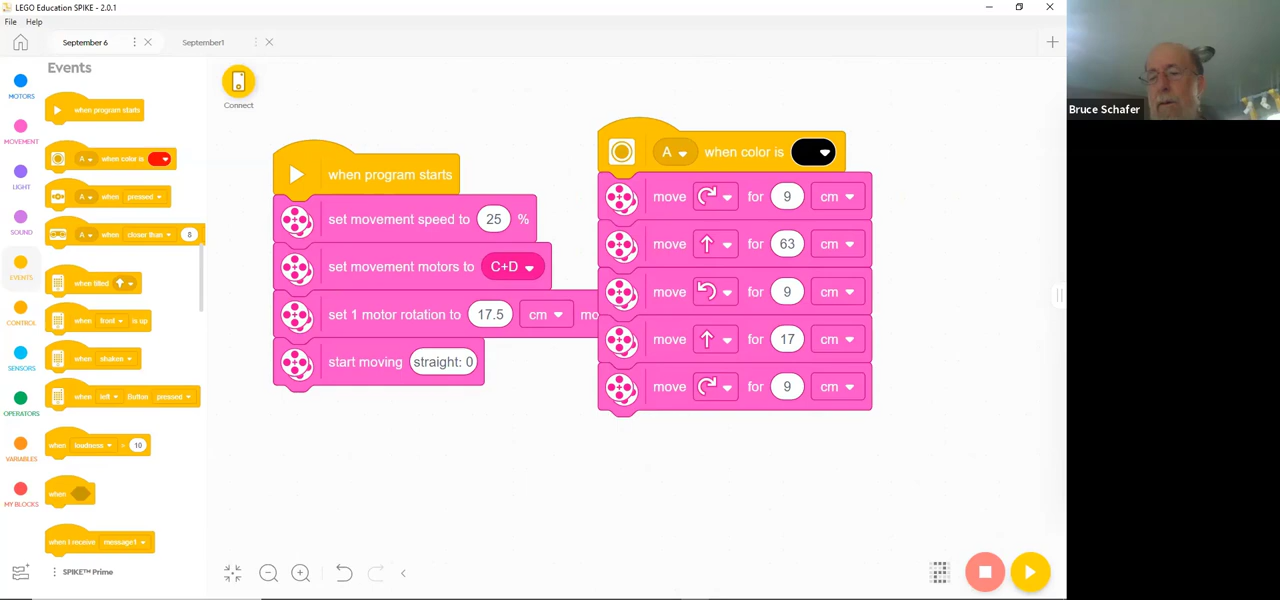 LEGO Education SPIKE - 2.0.1
File Help
September 6
September1
Events
MOTORS
MOVEMENT
LIGHT
SOUND
EVENTS
CONTROL
SENSORS
OPERATORS
VARIABLES
MY BLOCKS
when program starts
A when color is
A when pressed
A when closer than 8
when tilted
when front is up
when shaken
when left Button pressed
when loudness > 10
when
when I receive message1
SPIKE™ Prime
Connect
when program starts
set movement speed to 25 %
set movement motors to C+D
set 1 motor rotation to 17.5 cm mo
start moving straight: 0
A when color is
move for 9 cm
move for 63 cm
move for 9 cm
move for 17 cm
move for 9 cm
Bruce Schafer